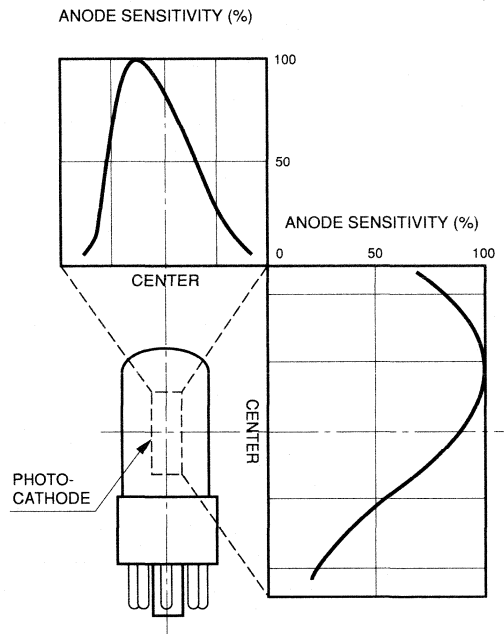 ANODE SENSITIVITY (%)
100
50
ANODE SENSITIVITY (%)
0 50 100
CENTER
CENTER
PHOTO-
CATHODE